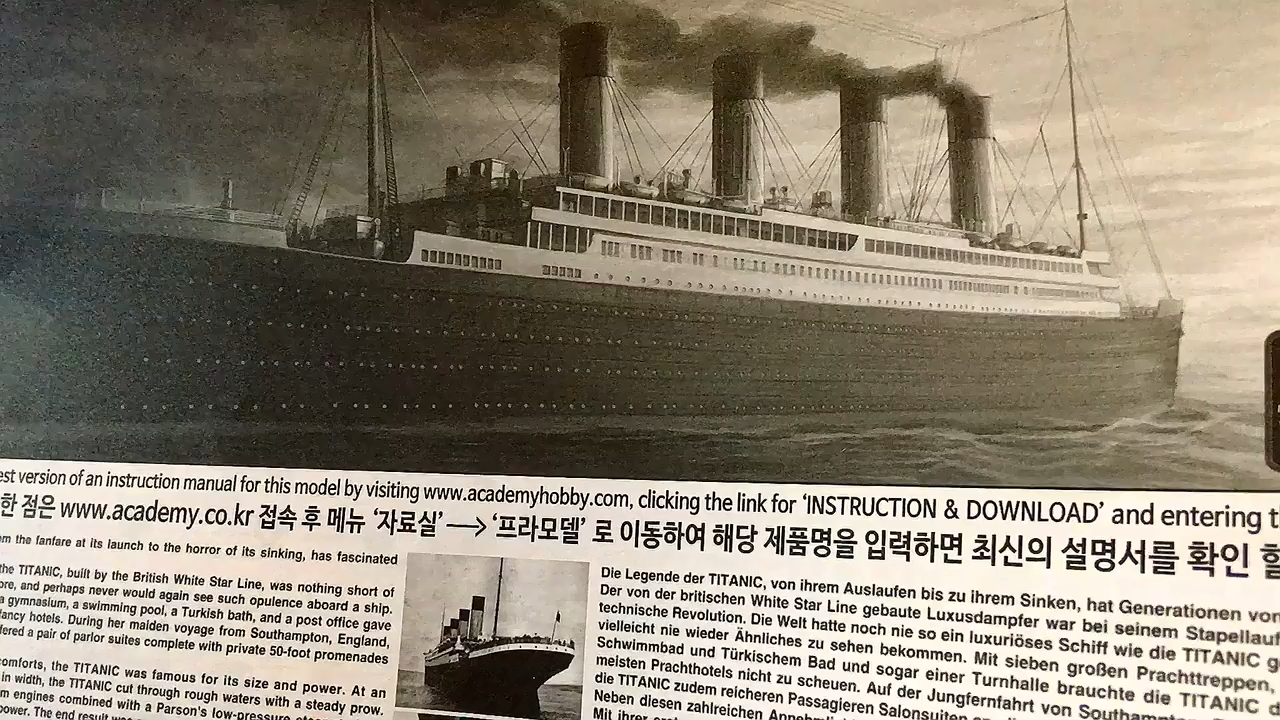 est version of an instruction manual for this model by visiting www.academyhobby.com, clicking the link for ‘INSTRUCTION & DOWNLOAD’ and entering t
한 점은 www.academy.co.kr 접속 후 메뉴 ‘자료실’ —> ‘프라모델’ 로 이동하여 해당 제품명을 입력하면 최신의 설명서를 확인 할
m the fanfare at its launch to the horror of its sinking, has fascinated
the TITANIC, built by the British White Star Line, was nothing short of
ore, and perhaps never would again see such opulence aboard a ship.
a gymnasium, a swimming pool, a Turkish bath, and a post office gave
fancy hotels. During her maiden voyage from Southampton, England,
fered a pair of parlor suites complete with private 50-foot promenades
comforts, the TITANIC was famous for its size and power. At an
in width, the TITANIC cut through rough waters with a steady prow.
m engines combined with a Parson's low-pressure
power. The end result was
Die Legende der TITANIC, von ihrem Auslaufen bis zu ihrem Sinken, hat Generationen von
Der von der britischen White Star Line gebaute Luxusdampfer war bei seinem Stapellauf
technische Revolution. Die Welt hatte noch nie so ein luxuriöses Schiff wie die TITANIC g
vielleicht nie wieder Ähnliches zu sehen bekommen. Mit sieben großen Prachttreppen,
Schwimmbad und Türkischem Bad und sogar einer Turnhalle brauchte die TITANIC d
meisten Prachthotels nicht zu scheuen. Auf der Jungfernfahrt von Southampton
die TITANIC zudem reicheren Passagieren Salonsuiten
Neben diesen zahlreichen
Mit ihrer